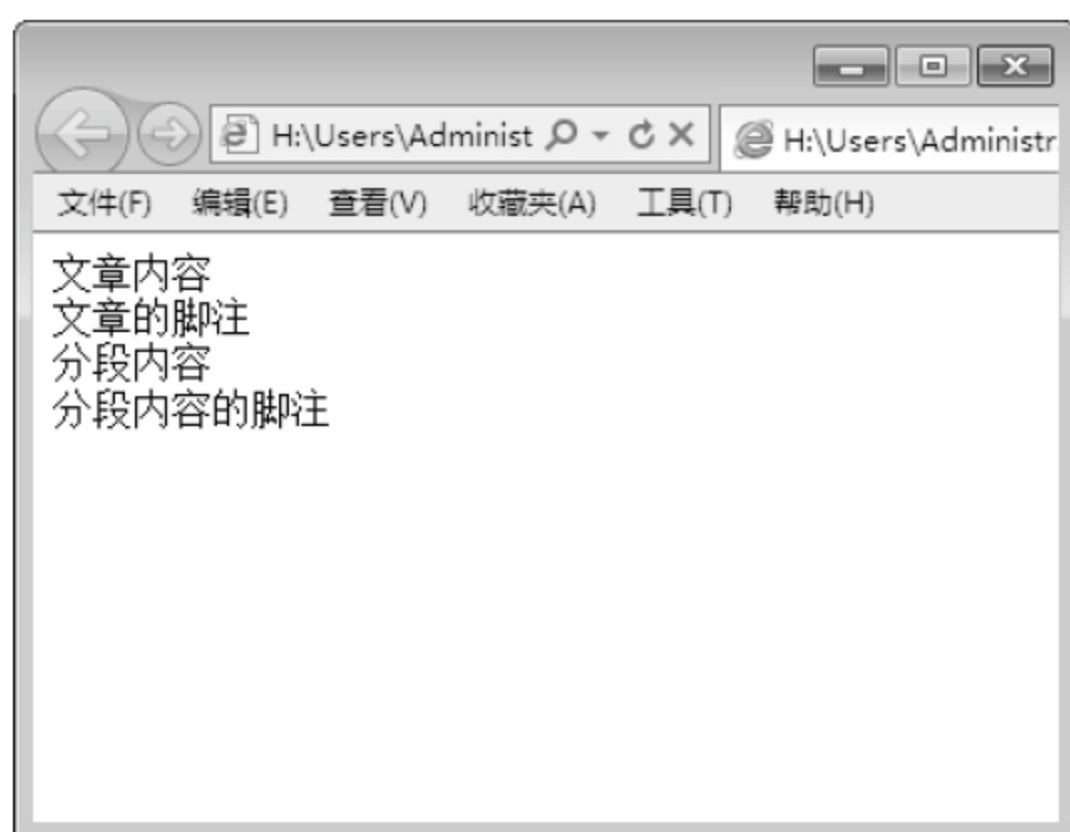 H:\Users\Administ
H:\Users\Administr
文件(F) 编辑(E) 查看(V) 收藏夹(A) 工具(T) 帮助(H)
文章内容
文章的脚注
分段内容
分段内容的脚注